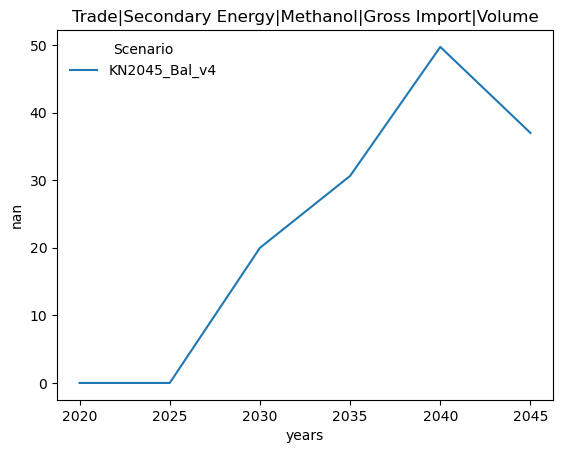 Trade|Secondary Energy|Methanol|Gross Import|Volume
Scenario
KN2045_Bal_v4
50
40
30
20
10
0
nan
2020 2025 2030 2035 2040 2045
years